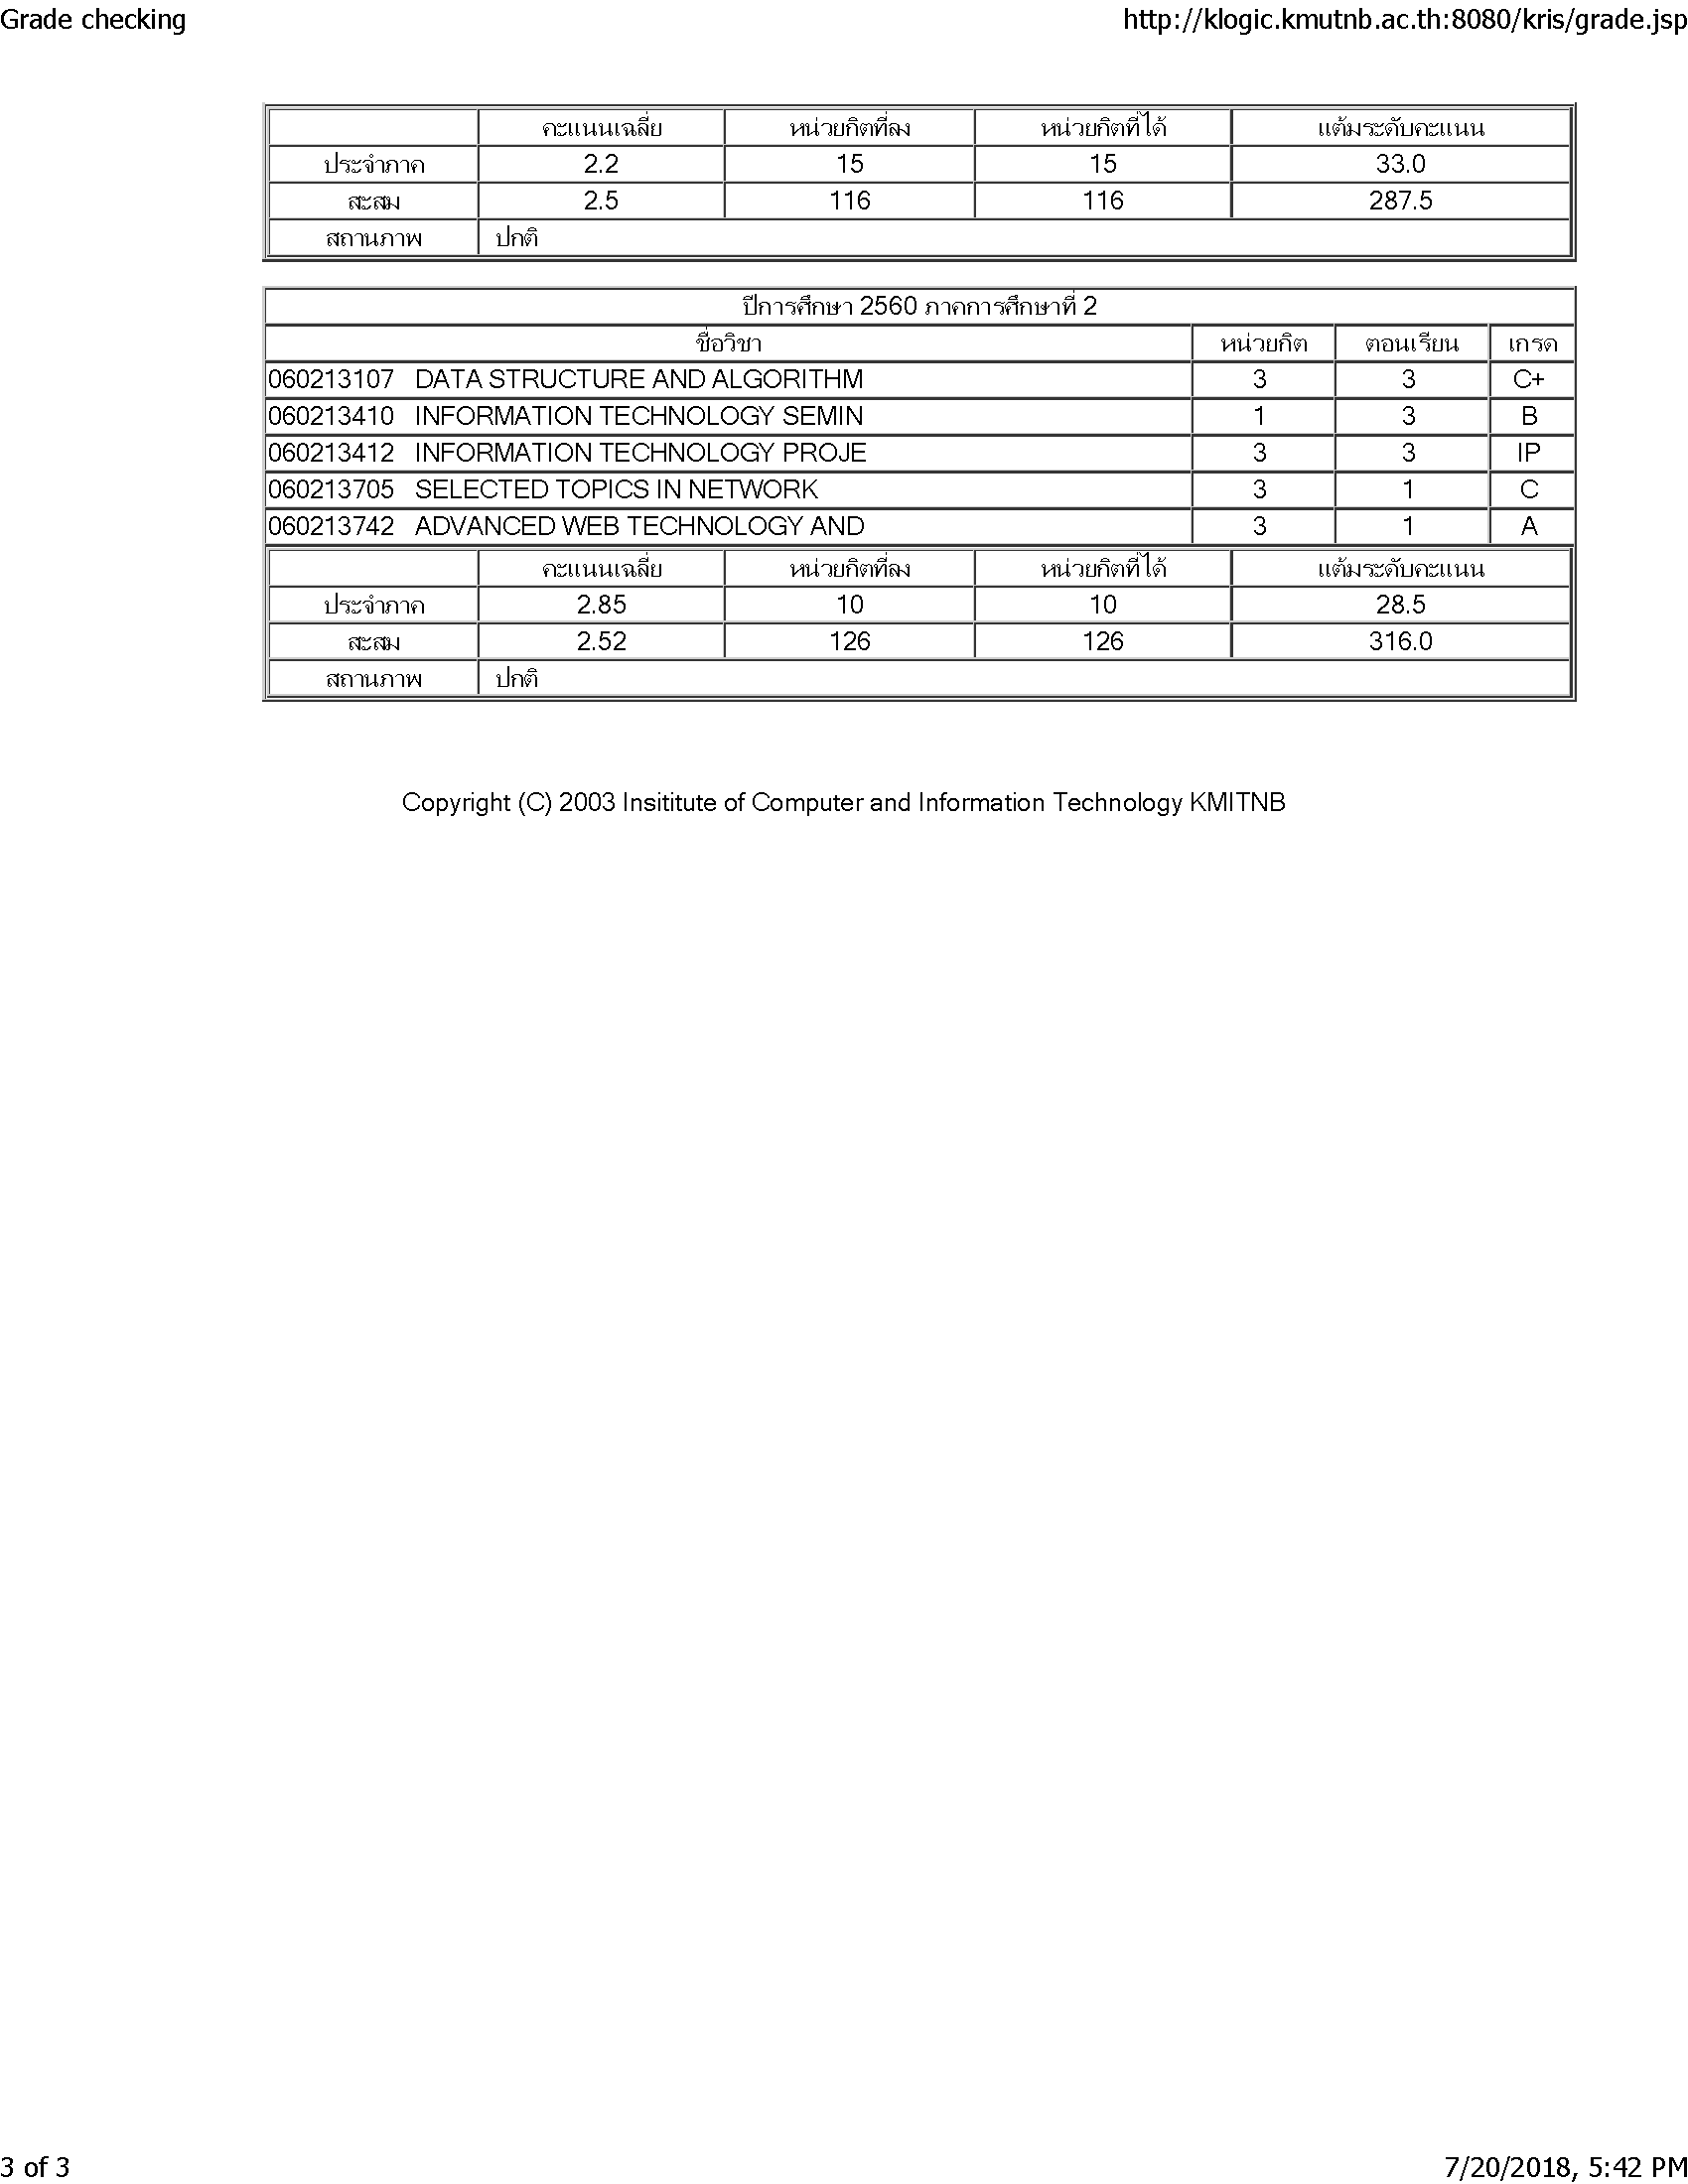 Grade checking http://klogic.kmutnb.ac.th:8080/kris/grade.jsp
คะแนนเฉลี่ย หน่วยกิตที่ลง หน่วยกิตที่ได้ แต้มระดับคะแนน
ประจำภาค 2.2 15 15 33.0
สะสม 2.5 116 116 287.5
สถานภาพ ปกติ
ปีการศึกษา 2560 ภาคการศึกษาที่ 2
ชื่อวิชา หน่วยกิต ตอนเรียน เกรด
060213107 DATA STRUCTURE AND ALGORITHM 3 3 C+
060213410 INFORMATION TECHNOLOGY SEMIN 1 3 B
060213412 INFORMATION TECHNOLOGY PROJE 3 3 IP
060213705 SELECTED TOPICS IN NETWORK 3 1 C
060213742 ADVANCED WEB TECHNOLOGY AND 3 1 A
คะแนนเฉลี่ย หน่วยกิตที่ลง หน่วยกิตที่ได้ แต้มระดับคะแนน
ประจำภาค 2.85 10 10 28.5
สะสม 2.52 126 126 316.0
สถานภาพ ปกติ
Copyright (C) 2003 Insititute of Computer and Information Technology KMITNB
3 of 3 7/20/2018, 5:42 PM